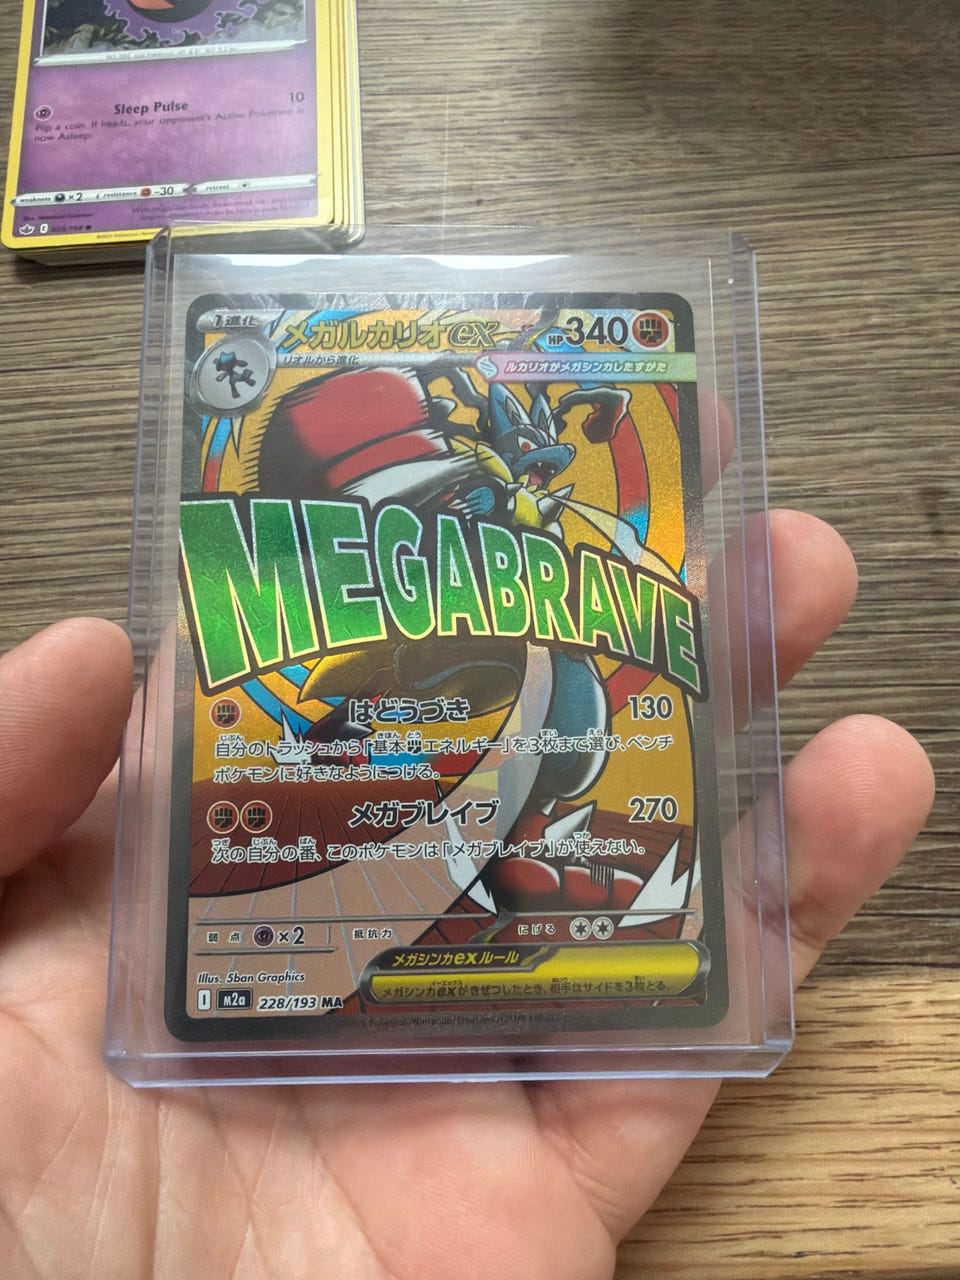 Sleep Pulse 10
Flip a coin. If heads, your opponent's Active Pokémon is
now Asleep.
weakness ×2 resistance -30 retreat
1進化
メガルカリオex HP340
リオルから進化
ルカリオがメガシンカしたすがた
MEGABRAVE
はどうづき 130
自分のトラッシュから「基本エネルギー」を3枚まで選び、ベンチ
ポケモンに好きなようにつける。
メガブレイブ 270
次の自分の番、このポケモンは「メガブレイブ」が使えない。
弱点 ×2 抵抗力 にげる
メガシンカexルール
メガシンカexがきぜつしたとき、相手はサイドを3枚とる。
Illus. 5ban Graphics
I M2a 228/193 MA
Pokémon/Nintendo/Creatures/GAME FREAK